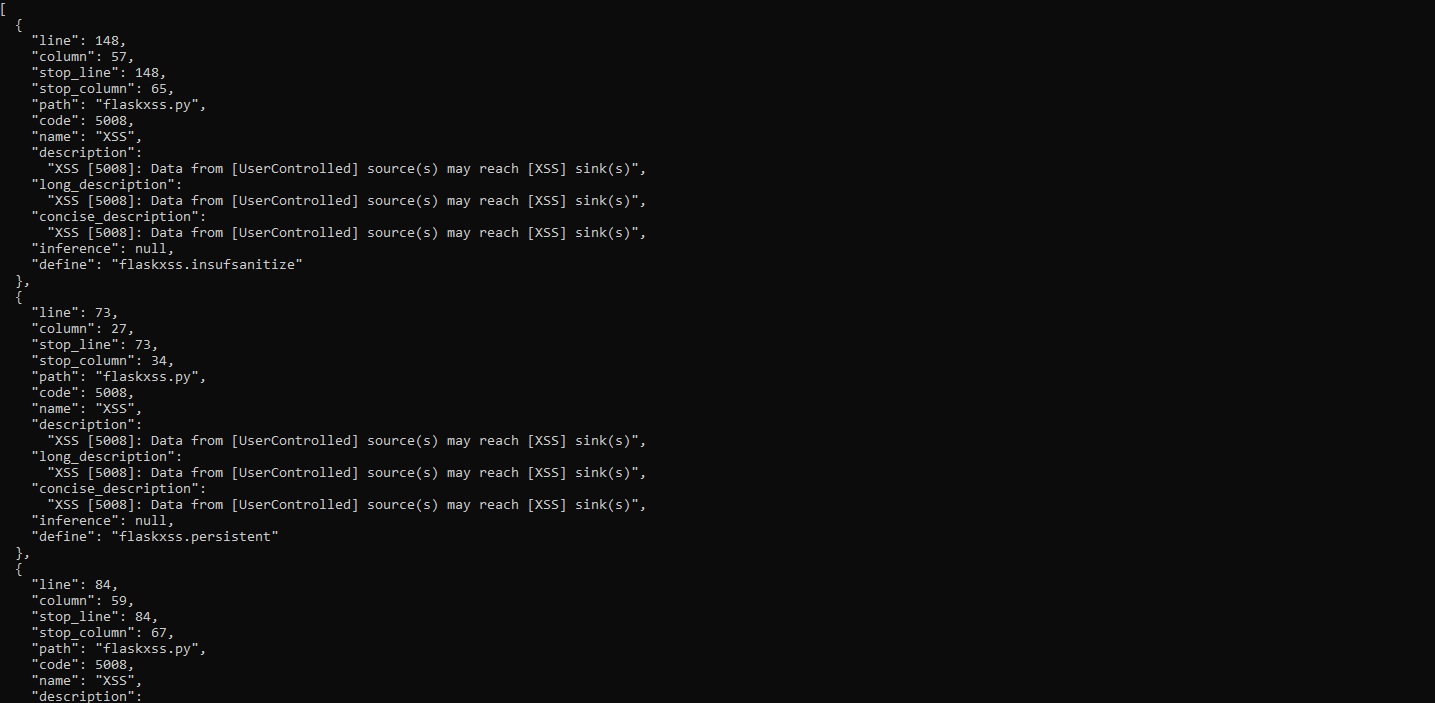 [
  {
    "line": 148,
    "column": 57,
    "stop_line": 148,
    "stop_column": 65,
    "path": "flaskxss.py",
    "code": 5008,
    "name": "XSS",
    "description":
      "XSS [5008]: Data from [UserControlled] source(s) may reach [XSS] sink(s)",
    "long_description":
      "XSS [5008]: Data from [UserControlled] source(s) may reach [XSS] sink(s)",
    "concise_description":
      "XSS [5008]: Data from [UserControlled] source(s) may reach [XSS] sink(s)",
    "inference": null,
    "define": "flaskxss.insufsanitize"
  },
  {
    "line": 73,
    "column": 27,
    "stop_line": 73,
    "stop_column": 34,
    "path": "flaskxss.py",
    "code": 5008,
    "name": "XSS",
    "description":
      "XSS [5008]: Data from [UserControlled] source(s) may reach [XSS] sink(s)",
    "long_description":
      "XSS [5008]: Data from [UserControlled] source(s) may reach [XSS] sink(s)",
    "concise_description":
      "XSS [5008]: Data from [UserControlled] source(s) may reach [XSS] sink(s)",
    "inference": null,
    "define": "flaskxss.persistent"
  },
  {
    "line": 84,
    "column": 59,
    "stop_line": 84,
    "stop_column": 67,
    "path": "flaskxss.py",
    "code": 5008,
    "name": "XSS",
    "description":